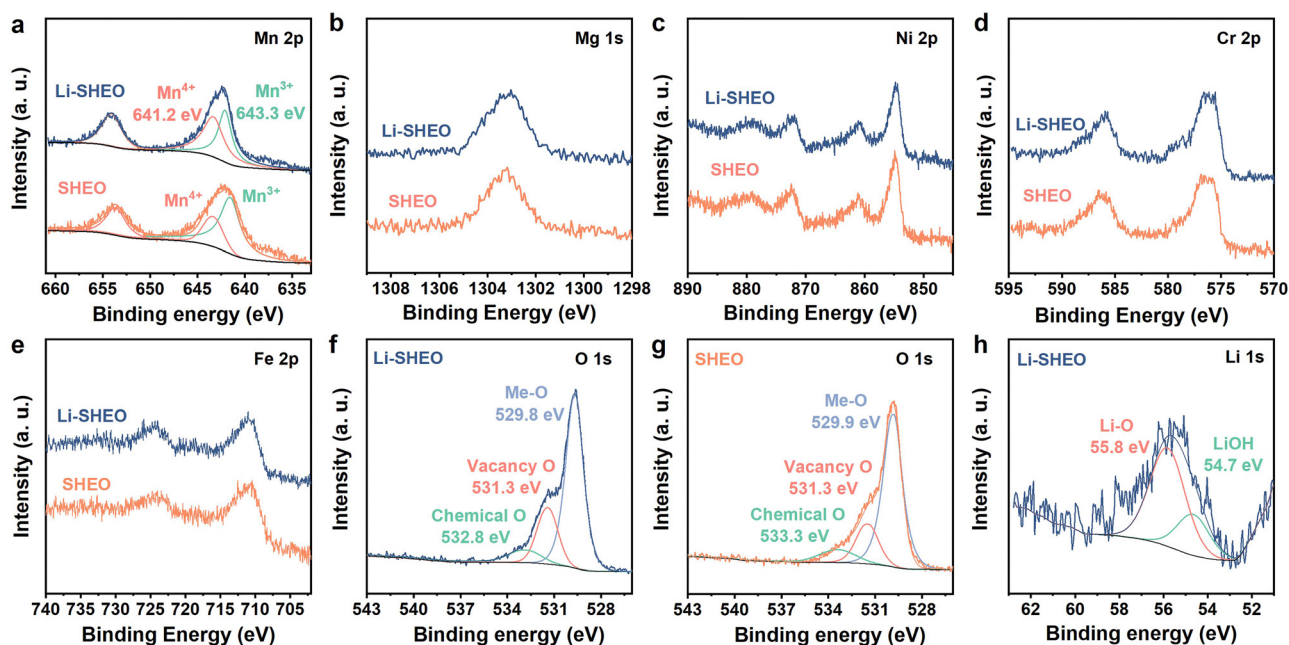 a
Mn 2p
Li-SHEO
Mn4+
641.2 eV
Mn3+
643.3 eV
SHEO
Mn4+
Mn3+
Intensity (a. u.)
660 655 650 645 640 635
Binding energy (eV)
b
Mg 1s
Li-SHEO
SHEO
Intensity (a. u.)
1308 1306 1304 1302 1300 1298
Binding Energy (eV)
c
Ni 2p
Li-SHEO
SHEO
Intensity (a. u.)
890 880 870 860 850
Binding Energy (eV)
d
Cr 2p
Li-SHEO
SHEO
Intensity (a. u.)
595 590 585 580 575 570
Binding Energy (eV)
e
Fe 2p
Li-SHEO
SHEO
Intensity (a. u.)
740 735 730 725 720 715 710 705
Binding Energy (eV)
f
Li-SHEO
O 1s
Me-O
529.8 eV
Vacancy O
531.3 eV
Chemical O
532.8 eV
Intensity (a. u.)
543 540 537 534 531 528
Binding energy (eV)
g
SHEO
O 1s
Me-O
529.9 eV
Vacancy O
531.3 eV
Chemical O
533.3 eV
Intensity (a. u.)
543 540 537 534 531 528
Binding energy (eV)
h
Li-SHEO
Li 1s
Li-O
55.8 eV
LiOH
54.7 eV
Intensity (a. u.)
62 60 58 56 54 52
Binding energy (eV)